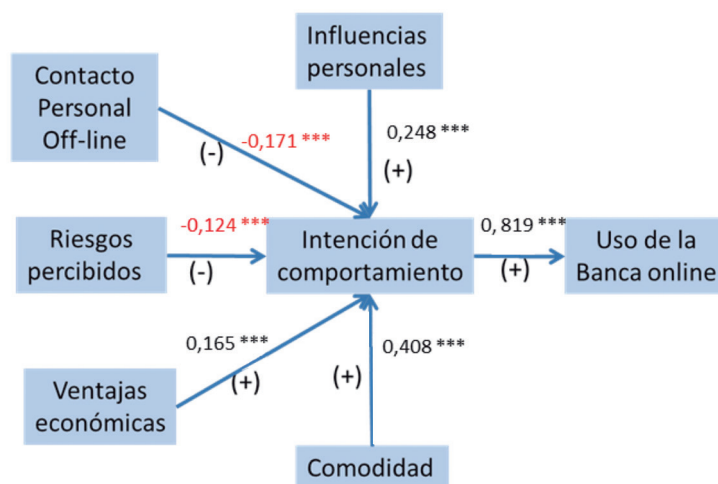 Influencias
personales
Contacto
Personal
Off-line
-0,171 ***
(-)
0,248 ***
(+)
Riesgos
percibidos
-0,124 ***
(-)
Intención de
comportamiento
0, 819 ***
(+)
Uso de la
Banca online
0,165 ***
(+)
Ventajas
económicas
0,408 ***
(+)
Comodidad